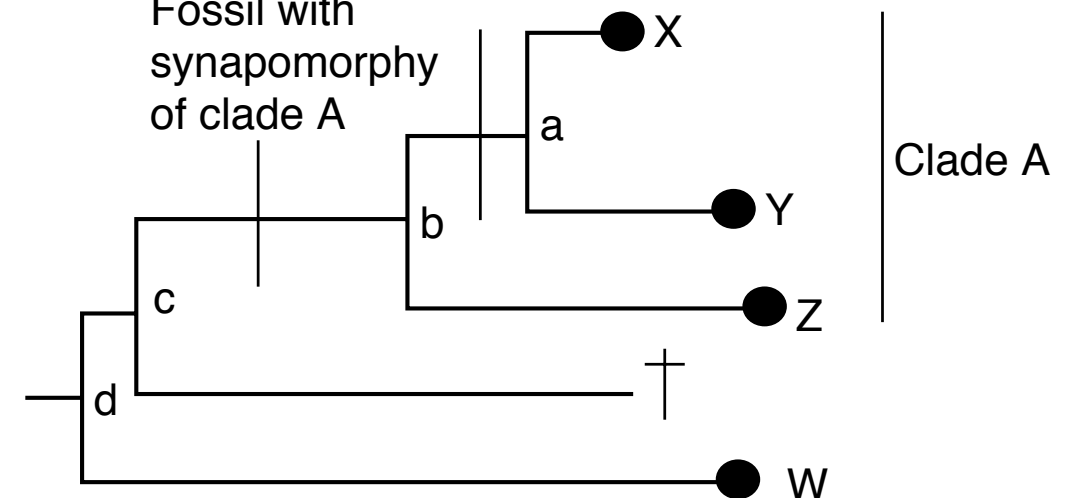 Fossil with
synapomorphy
of clade A
X
a
Clade A
Y
b
c
Z
d
W